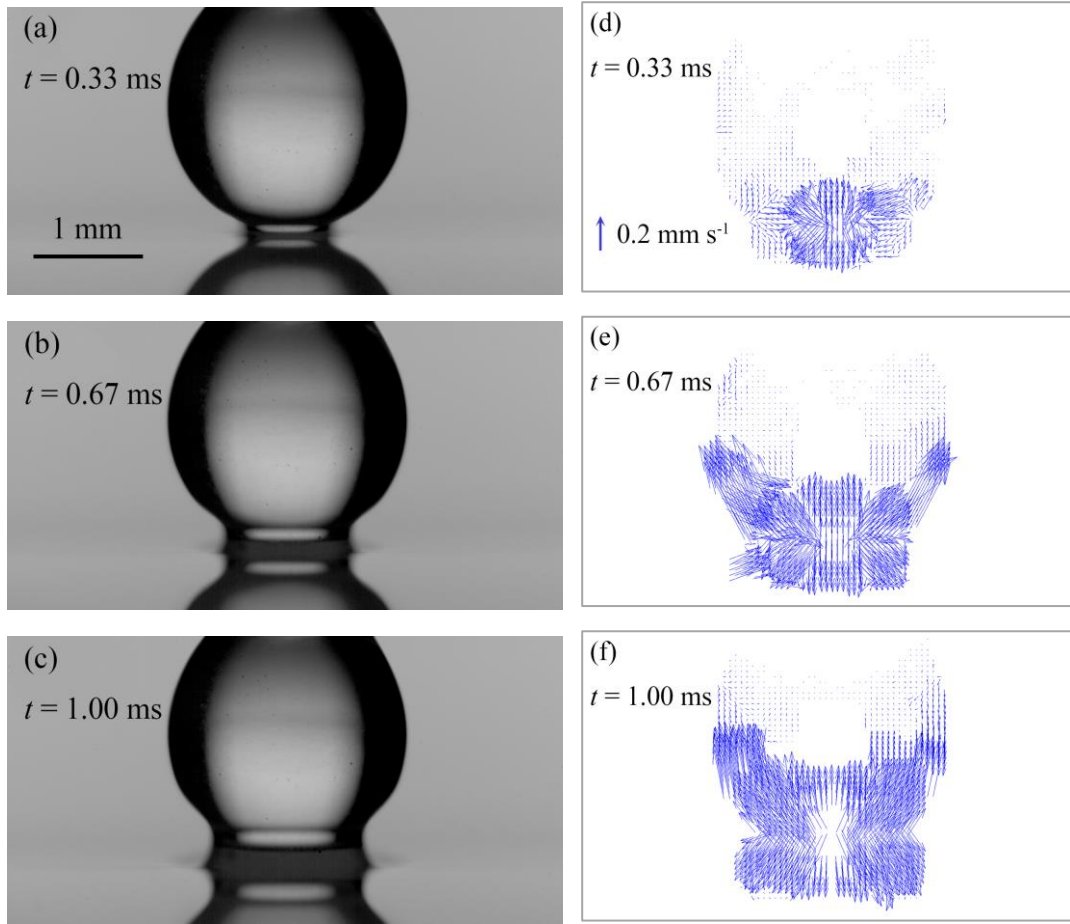 (a)
t = 0.33 ms
1 mm
(d)
t = 0.33 ms
0.2 mm s⁻¹
(b)
t = 0.67 ms
(e)
t = 0.67 ms
(c)
t = 1.00 ms
(f)
t = 1.00 ms